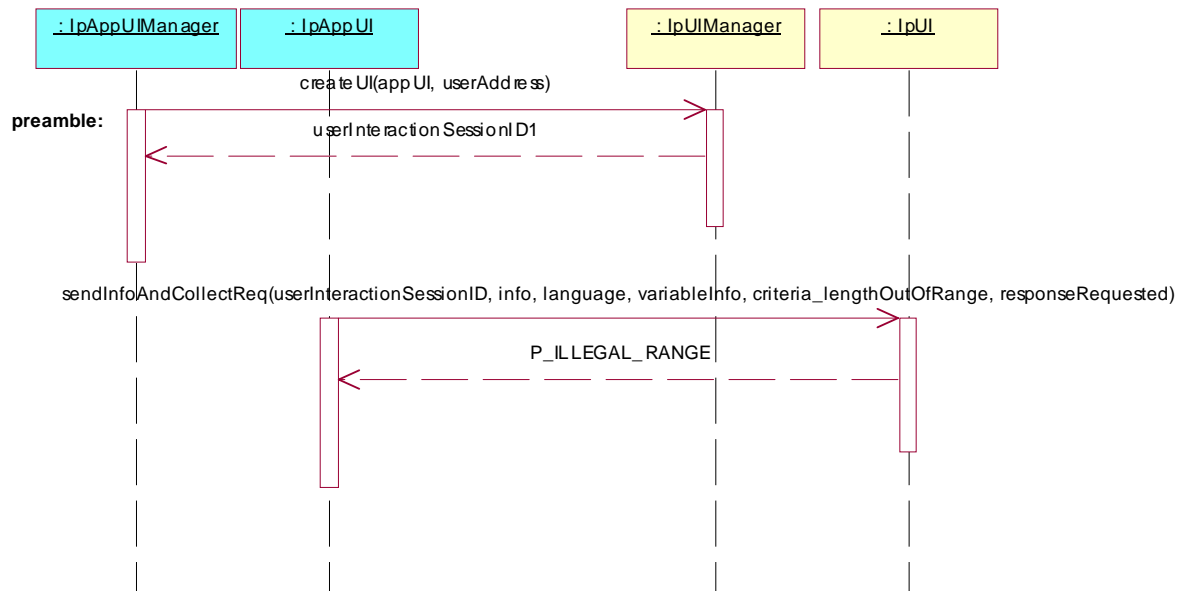 : IpAppUIManager
: IpAppUI
: IpUIManager
: IpUI
createUI(appUI, userAddress)
preamble:
userInteractionSessionID1
sendInfoAndCollectReq(userInteractionSessionID, info, language, variableInfo, criteria_lengthOutOfRange, responseRequested)
P_ILLEGAL_RANGE